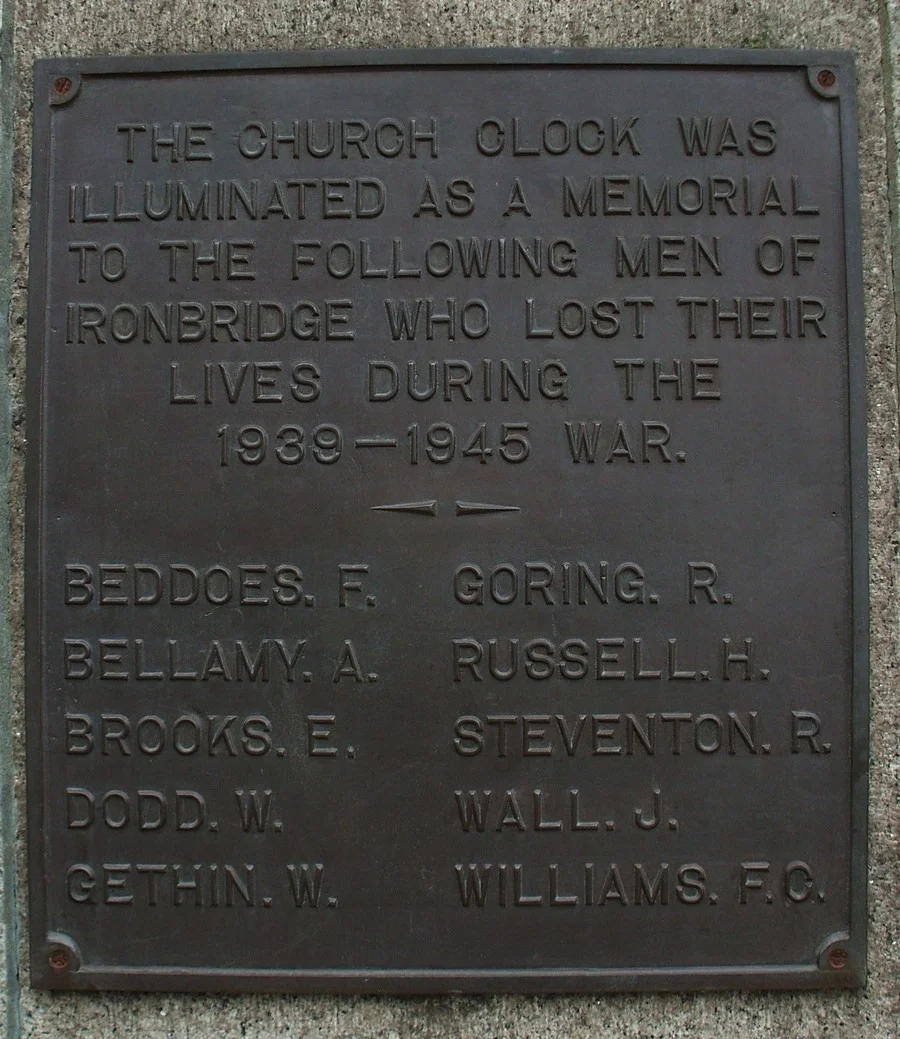 THE CHURCH CLOCK WAS
ILLUMINATED AS A MEMORIAL
TO THE FOLLOWING MEN OF
IRONBRIDGE WHO LOST THEIR
LIVES DURING THE
1939—1945 WAR.
BEDDOES. F.
BELLAMY. A.
BROOKS. E.
DODD. W.
GETHIN. W.
GORING. R.
RUSSELL. H.
STEVENTON. R.
WALL. J.
WILLIAMS. F.C.